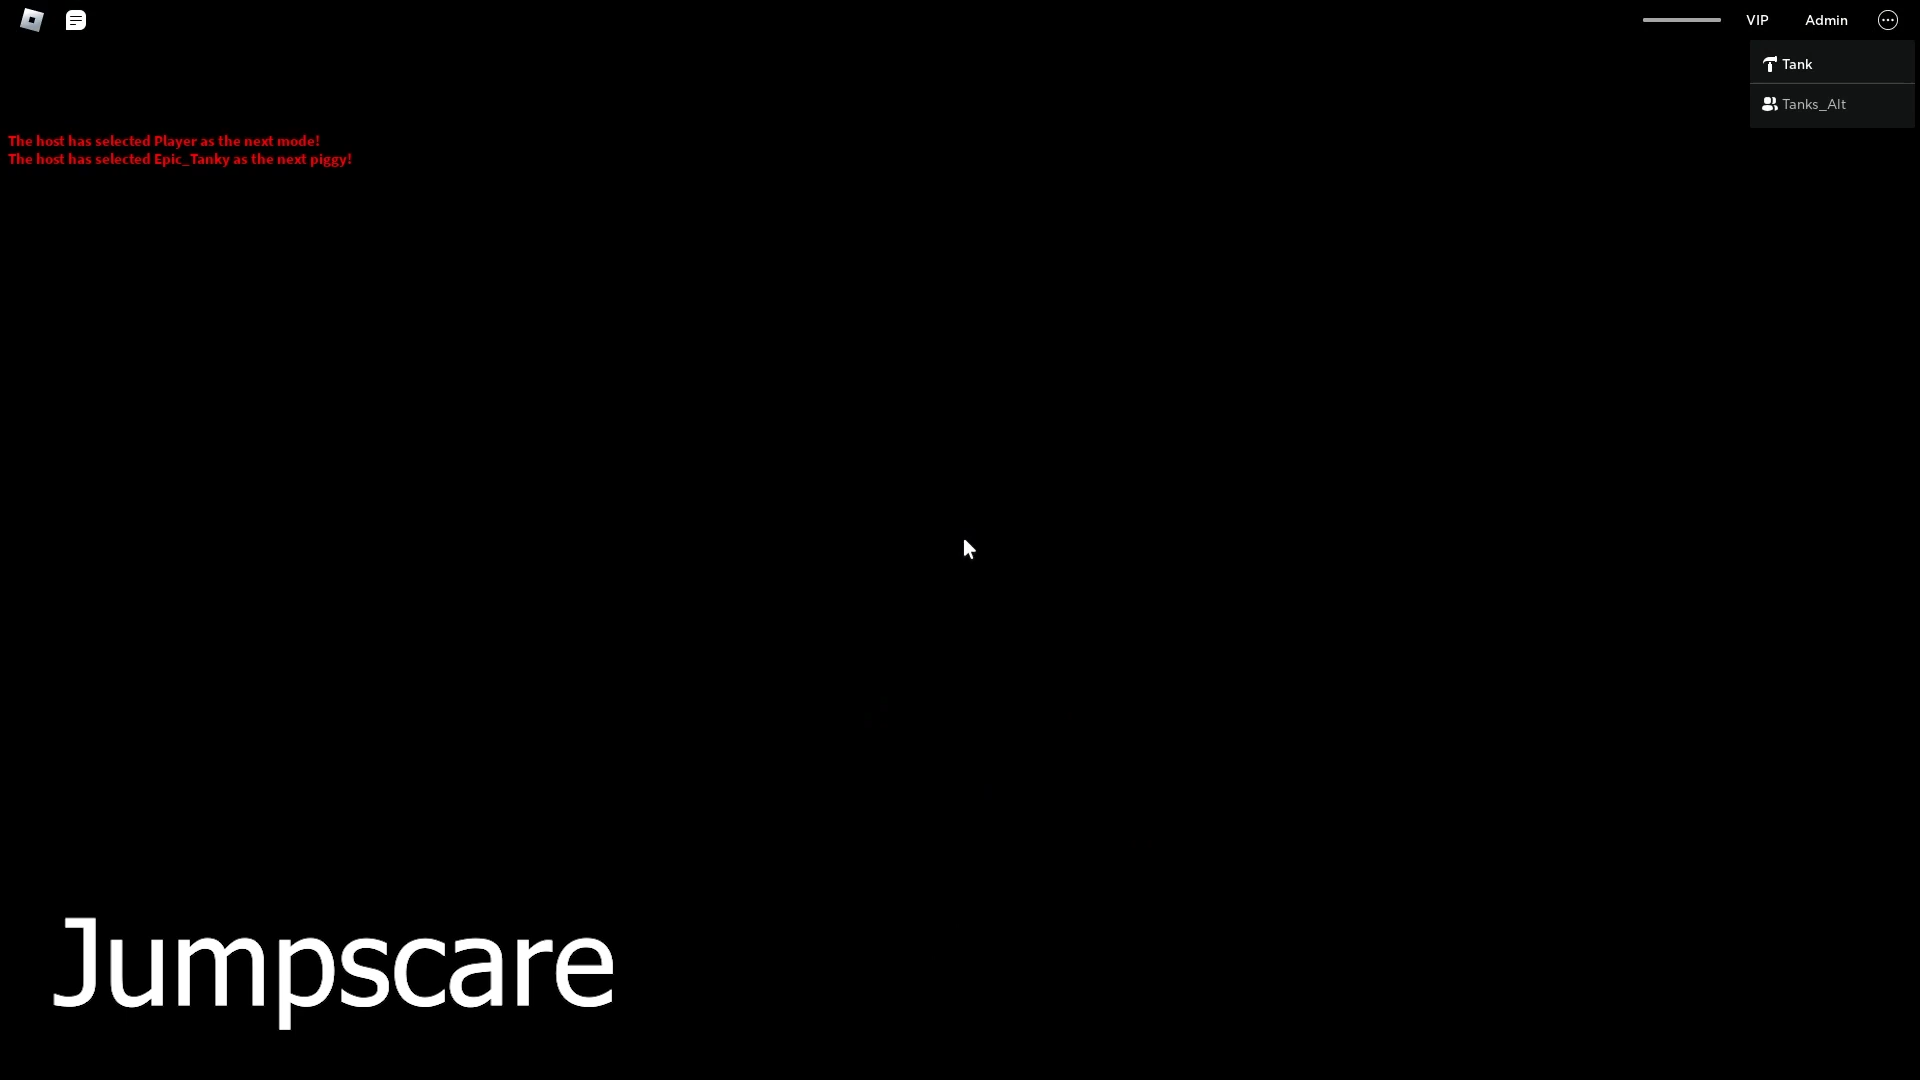 VIP
Admin
Tank
Tanks_Alt
The host has selected Player as the next mode!
The host has selected Epic_Tanky as the next piggy!
Jumpscare